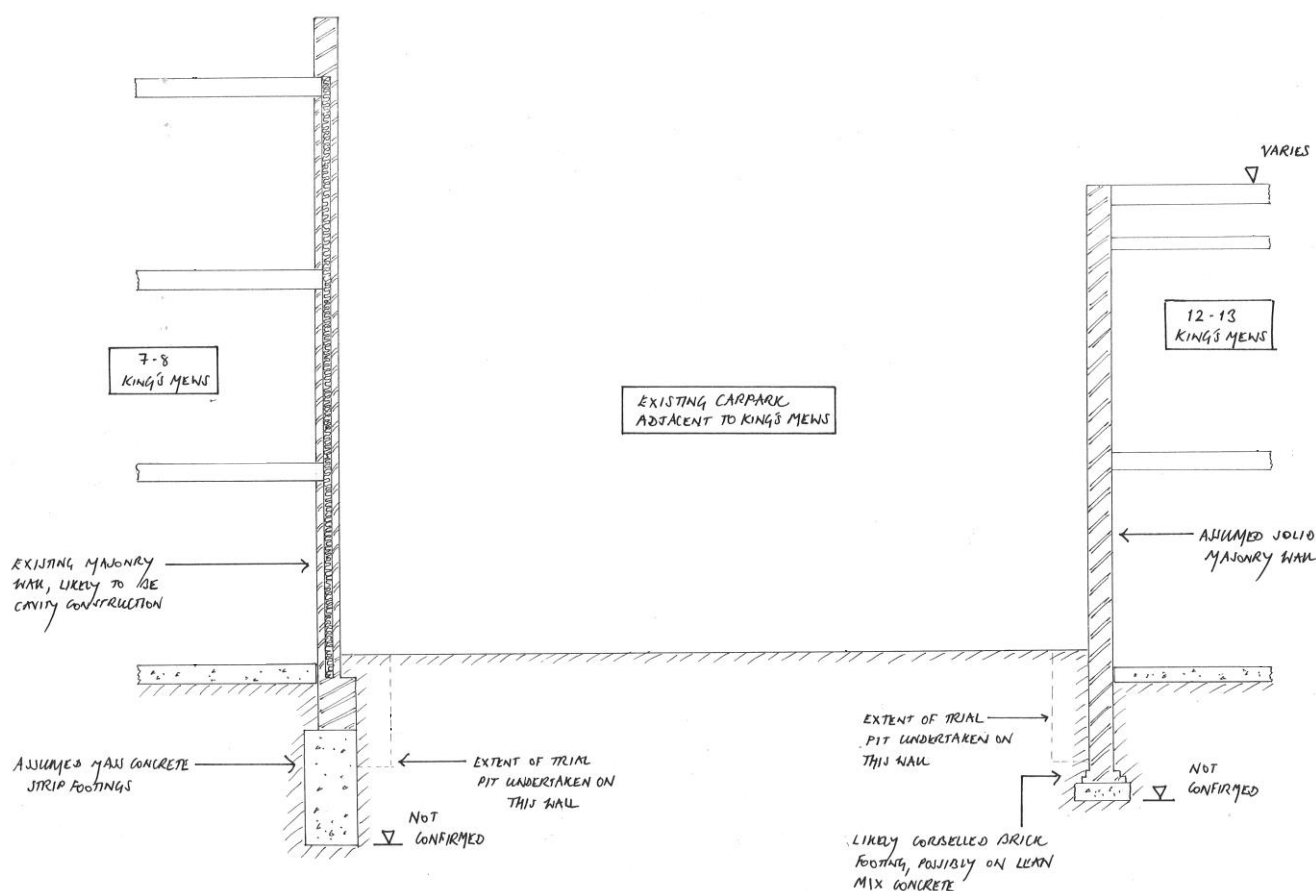 VARIES
7-8
KING'S MEWS
12-13
KING'S MEWS
EXISTING CARPARK
ADJACENT TO KING'S MEWS
EXISTING MASONRY
WALL, LIKELY TO BE
CAVITY CONSTRUCTION
ASSUMED SOLID
MASONRY WALL
ASSUMED MASS CONCRETE
STRIP FOOTINGS
EXTENT OF TRIAL
PIT UNDERTAKEN ON
THIS WALL
NOT
CONFIRMED
EXTENT OF TRIAL
PIT UNDERTAKEN ON
THIS WALL
NOT
CONFIRMED
LIKELY CORBELLED BRICK
FOOTING, POSSIBLY ON LEAN
MIX CONCRETE